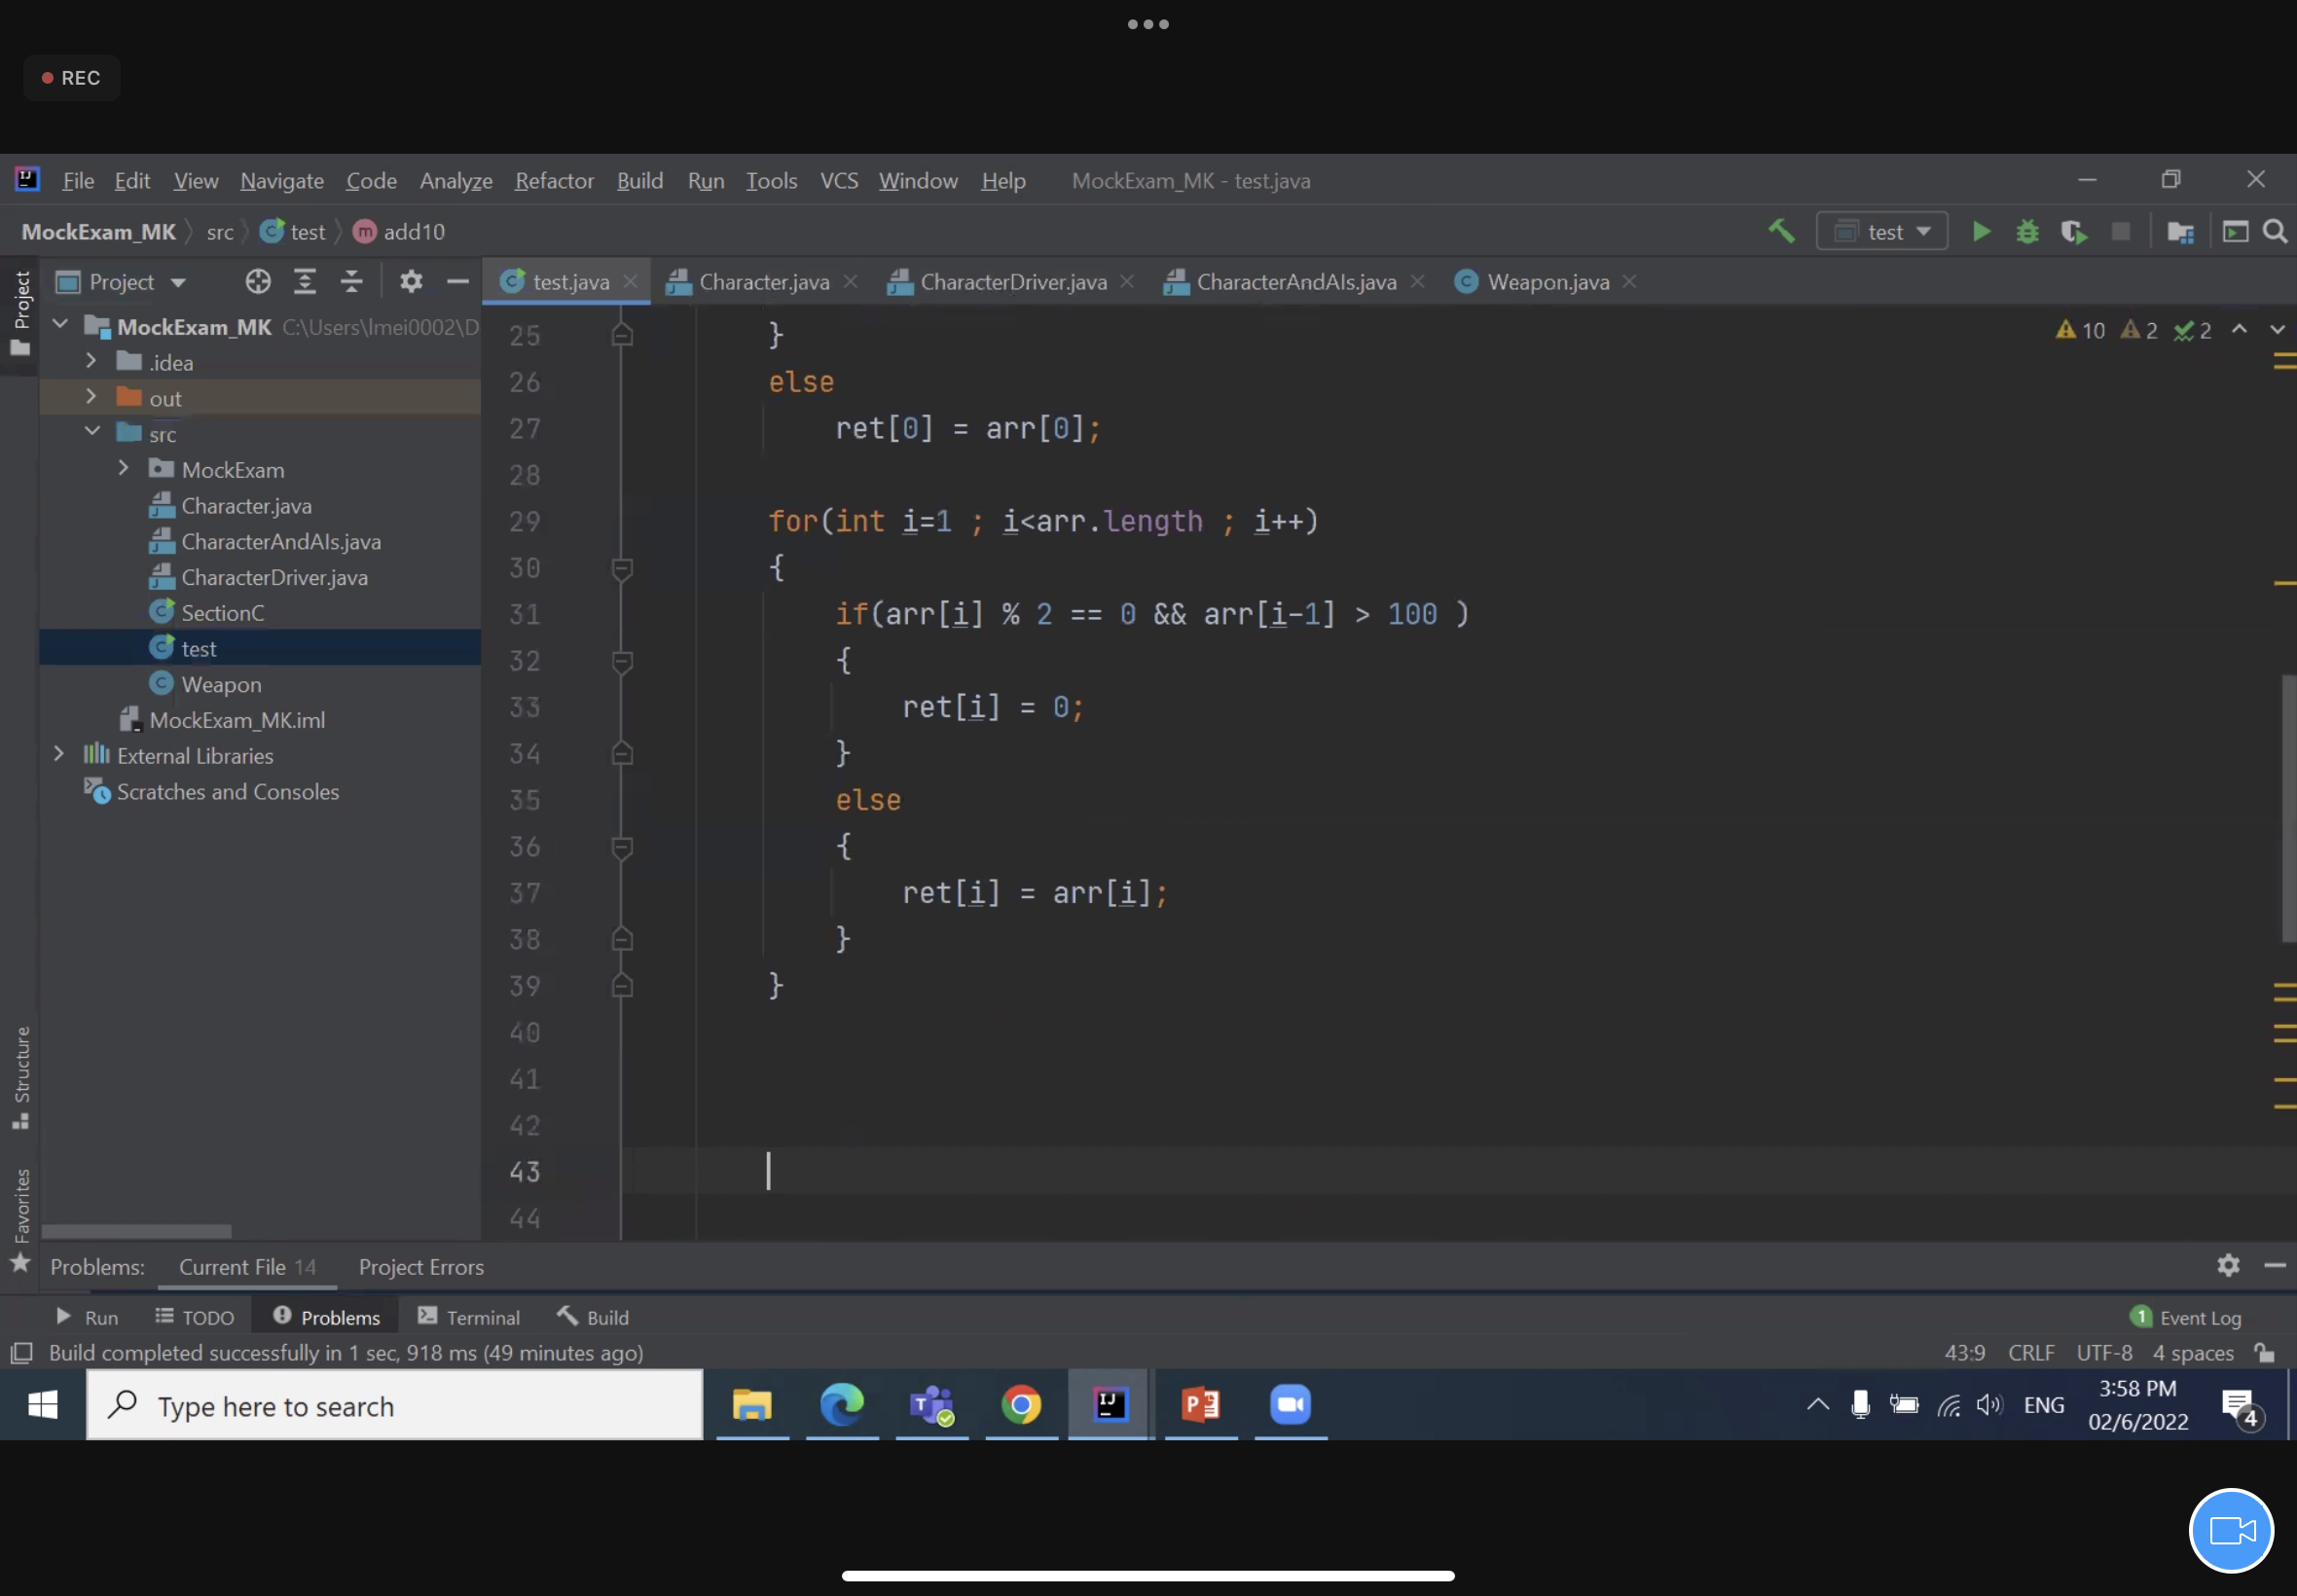 REC
File Edit View Navigate Code Analyze Refactor Build Run Tools VCS Window Help MockExam_MK - test.java
MockExam_MK src test m add10 test
Project
Project
test.java Character.java CharacterDriver.java CharacterAndAIs.java Weapon.java
MockExam_MK C:\Users\lmei0002\D
.idea
out
src
MockExam
Character.java
CharacterAndAIs.java
CharacterDriver.java
SectionC
test
Weapon
MockExam_MK.iml
External Libraries
Scratches and Consoles
Structure
Favorites
10 2 2
25 }
26 else
27 ret[0] = arr[0];
28
29 for(int i=1 ; i<arr.length ; i++)
30 {
31 if(arr[i] % 2 == 0 && arr[i-1] > 100 )
32 {
33 ret[i] = 0;
34 }
35 else
36 {
37 ret[i] = arr[i];
38 }
39 }
40
41
42
43
44
Problems: Current File 14 Project Errors
Run TODO Problems Terminal Build 1 Event Log
Build completed successfully in 1 sec, 918 ms (49 minutes ago) 43:9 CRLF UTF-8 4 spaces
Type here to search
ENG
3:58 PM
02/6/2022
4